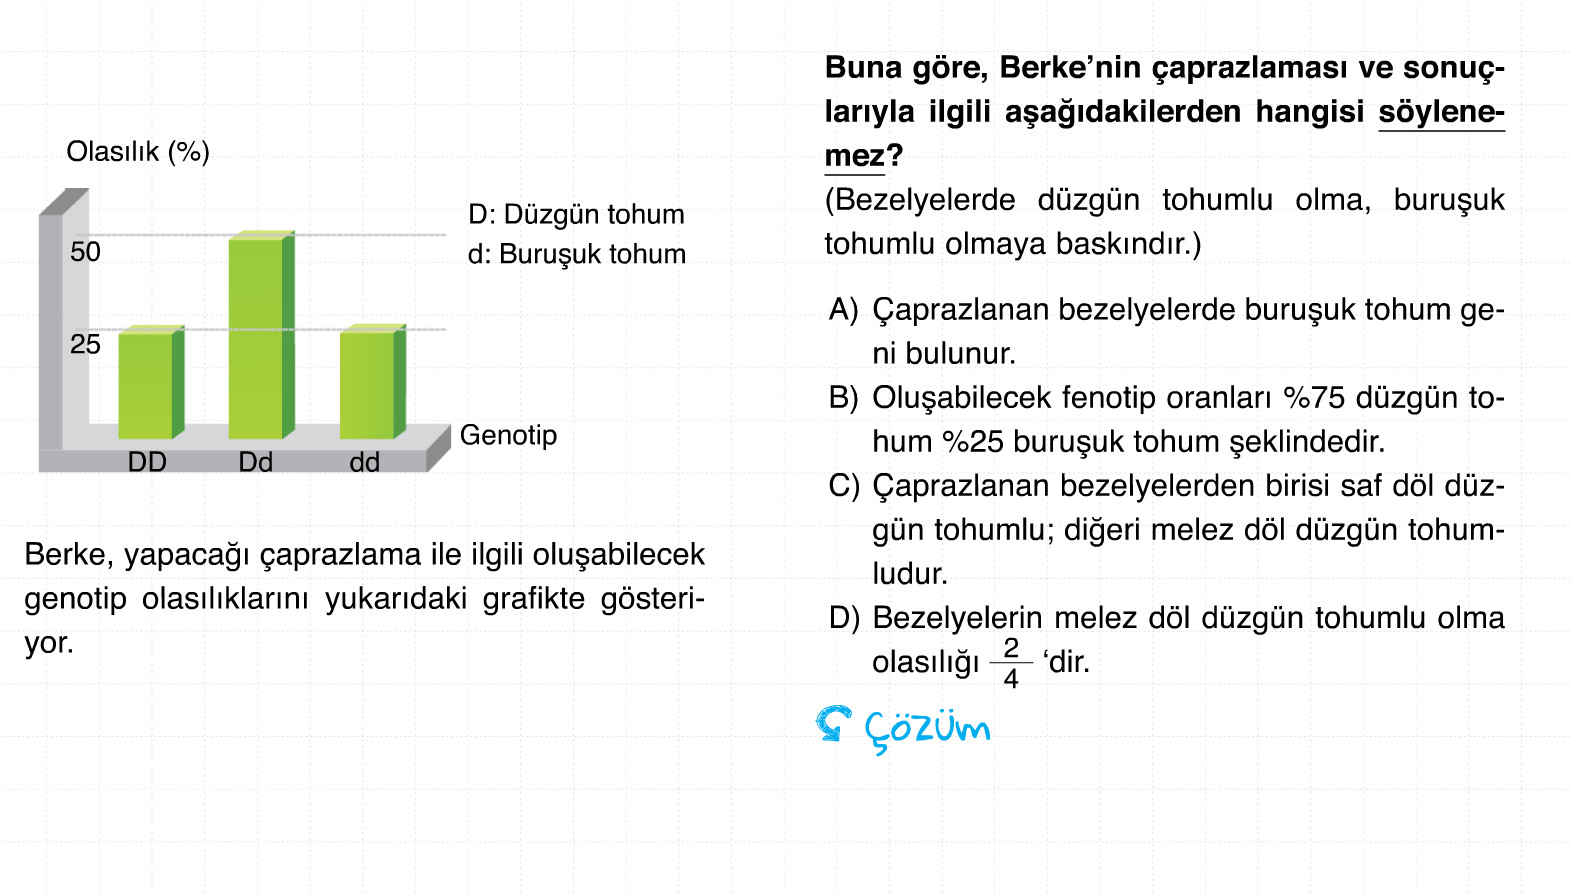 Olasılık (%)
50
25
DD Dd dd
Genotip
D: Düzgün tohum
d: Buruşuk tohum
Berke, yapacağı çaprazlama ile ilgili oluşabilecek
genotip olasılıklarını yukarıdaki grafikte gösteri-
yor.
Buna göre, Berke’nin çaprazlaması ve sonuç-
larıyla ilgili aşağıdakilerden hangisi söylene-
mez?
(Bezelyelerde düzgün tohumlu olma, buruşuk
tohumlu olmaya baskındır.)
A) Çaprazlanan bezelyelerde buruşuk tohum ge-
ni bulunur.
B) Oluşabilecek fenotip oranları %75 düzgün to-
hum %25 buruşuk tohum şeklindedir.
C) Çaprazlanan bezelyelerden birisi saf döl düz-
gün tohumlu; diğeri melez döl düzgün tohum-
ludur.
D) Bezelyelerin melez döl düzgün tohumlu olma
olasılığı 2/4 ‘dir.
Çözüm